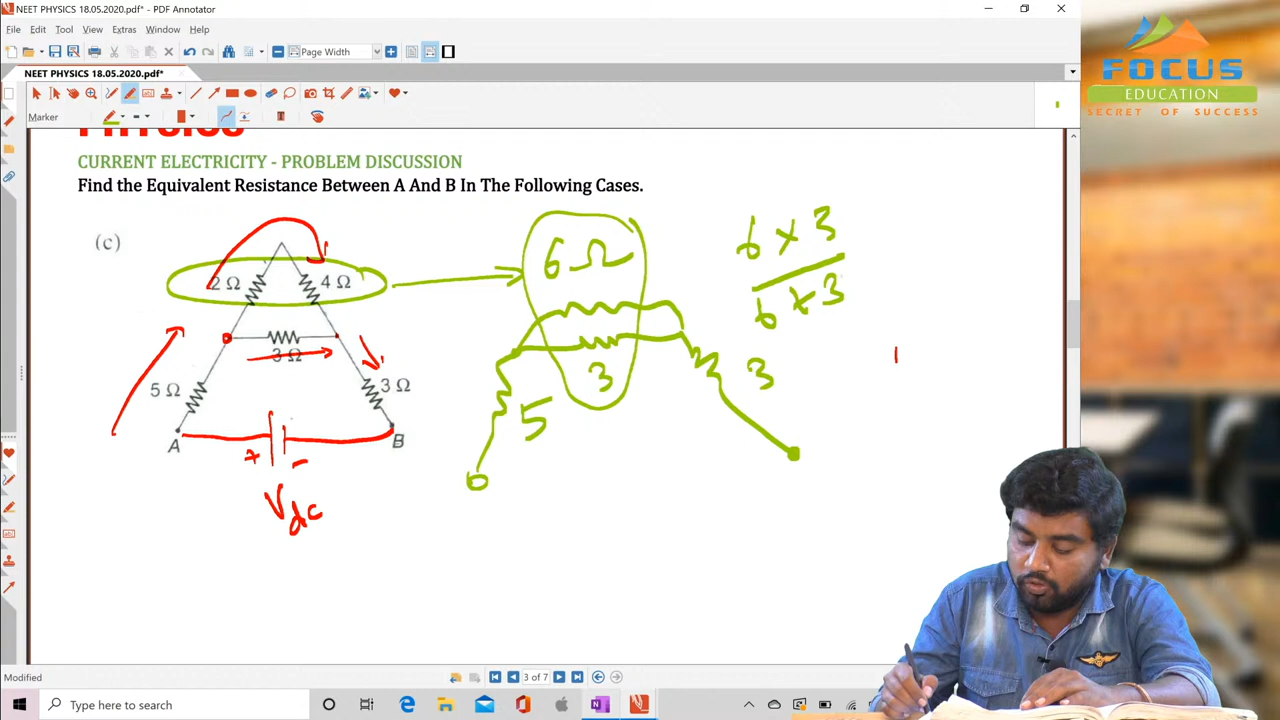 NEET PHYSICS 18.05.2020.pdf* - PDF Annotator
File Edit Tool View Extras Window Help
Page Width
NEET PHYSICS 18.05.2020.pdf*
Marker
FOCUS
EDUCATION
SECRET OF SUCCESS
PHYSICS
CURRENT ELECTRICITY - PROBLEM DISCUSSION
Find the Equivalent Resistance Between A And B In The Following Cases.
(c)
2 Ω
4 Ω
3 Ω
5 Ω
3 Ω
A
B
+
-
Vdc
6 Ω
3
5
3
6 x 3
6 + 3
Modified
3 of 7
Type here to search